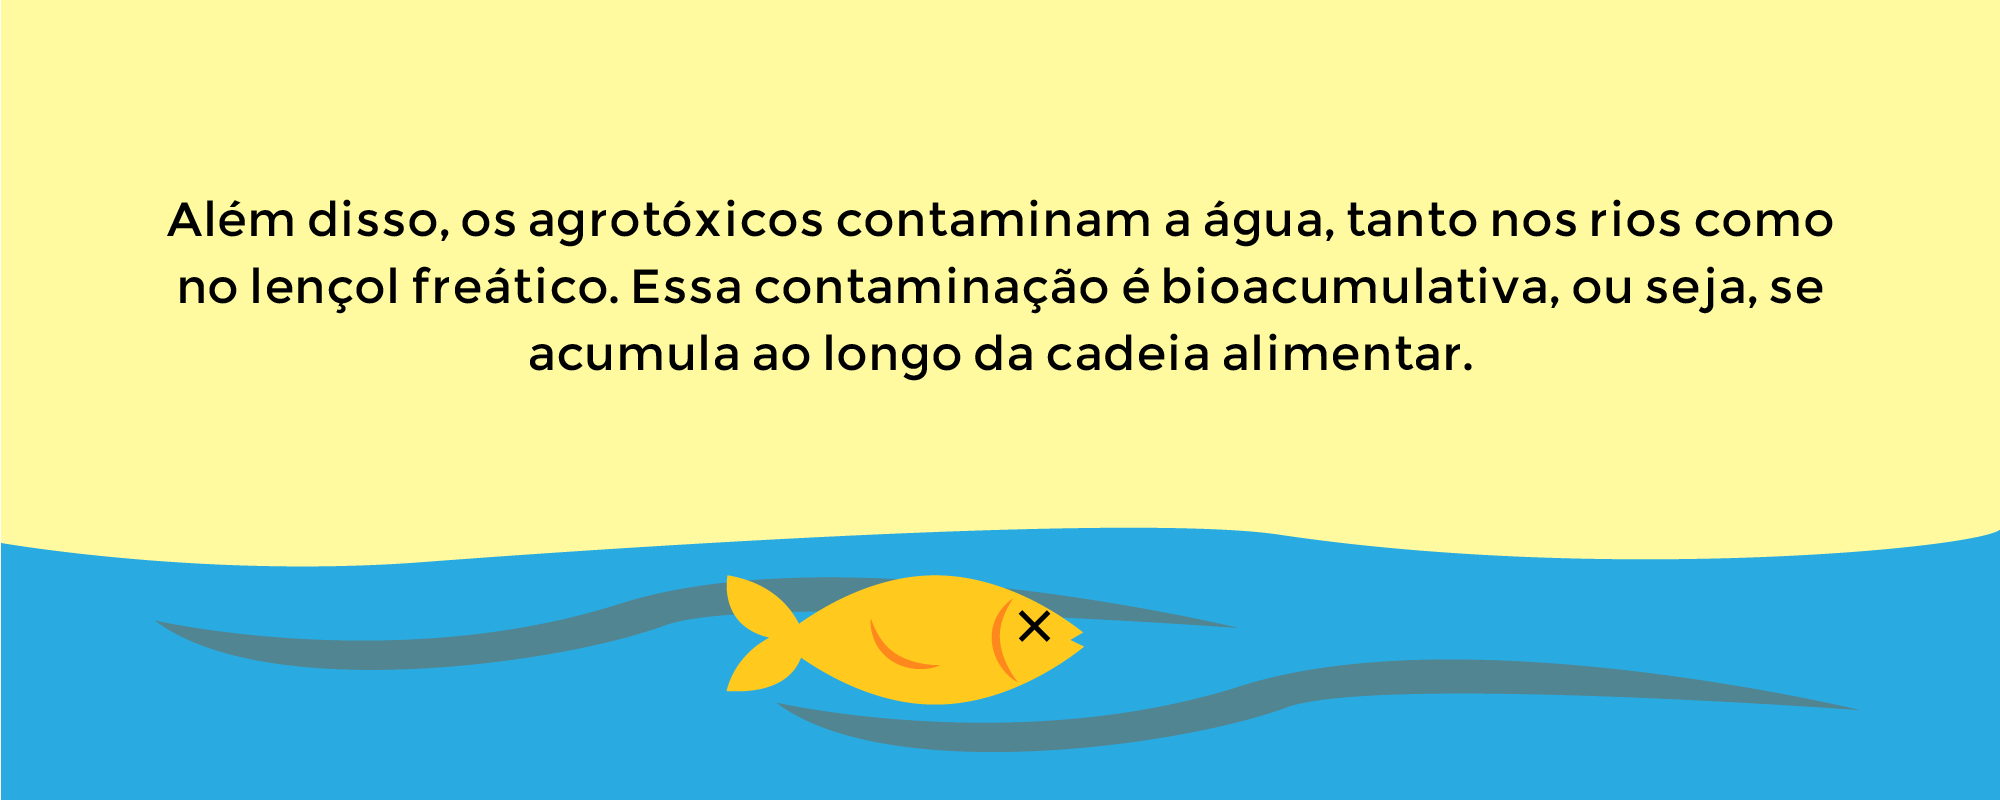 Além disso, os agrotóxicos contaminam a água, tanto nos rios como
no lençol freático. Essa contaminação é bioacumulativa, ou seja, se
acumula ao longo da cadeia alimentar.